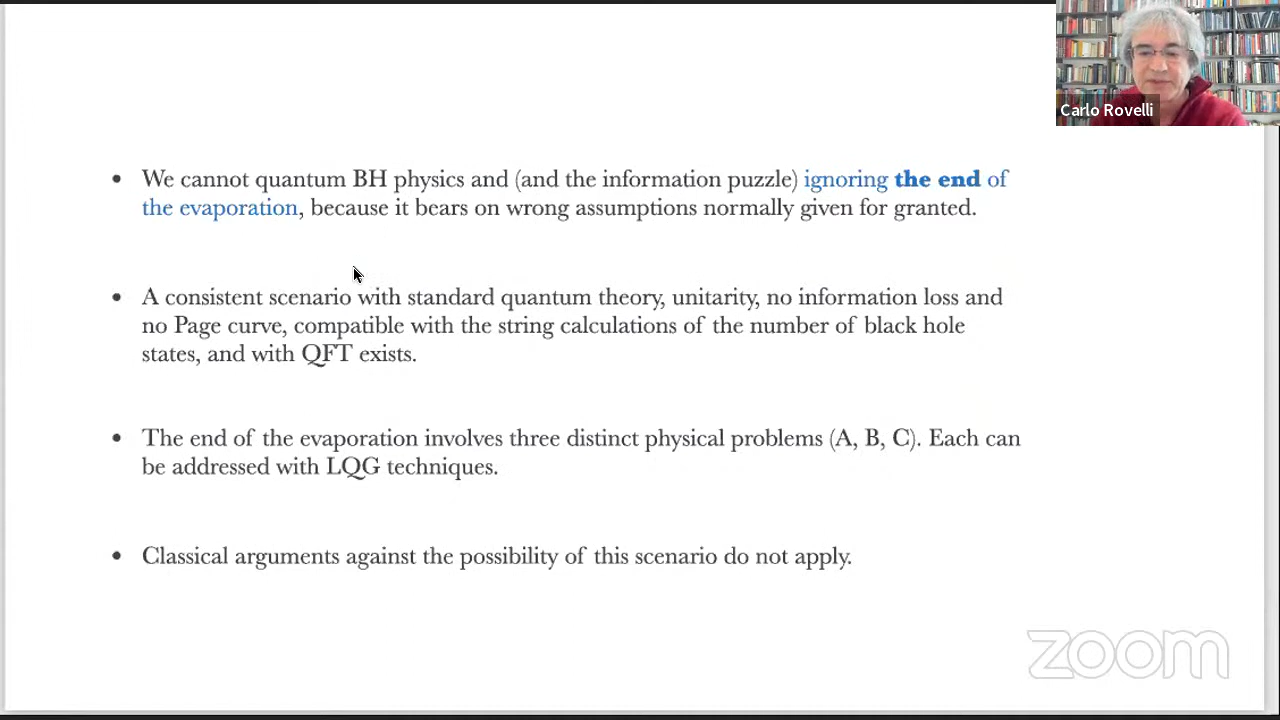 Carlo Rovelli
• We cannot quantum BH physics and (and the information puzzle) ignoring the end of
the evaporation, because it bears on wrong assumptions normally given for granted.
• A consistent scenario with standard quantum theory, unitarity, no information loss and
no Page curve, compatible with the string calculations of the number of black hole
states, and with QFT exists.
• The end of the evaporation involves three distinct physical problems (A, B, C). Each can
be addressed with LQG techniques.
• Classical arguments against the possibility of this scenario do not apply.
zoom